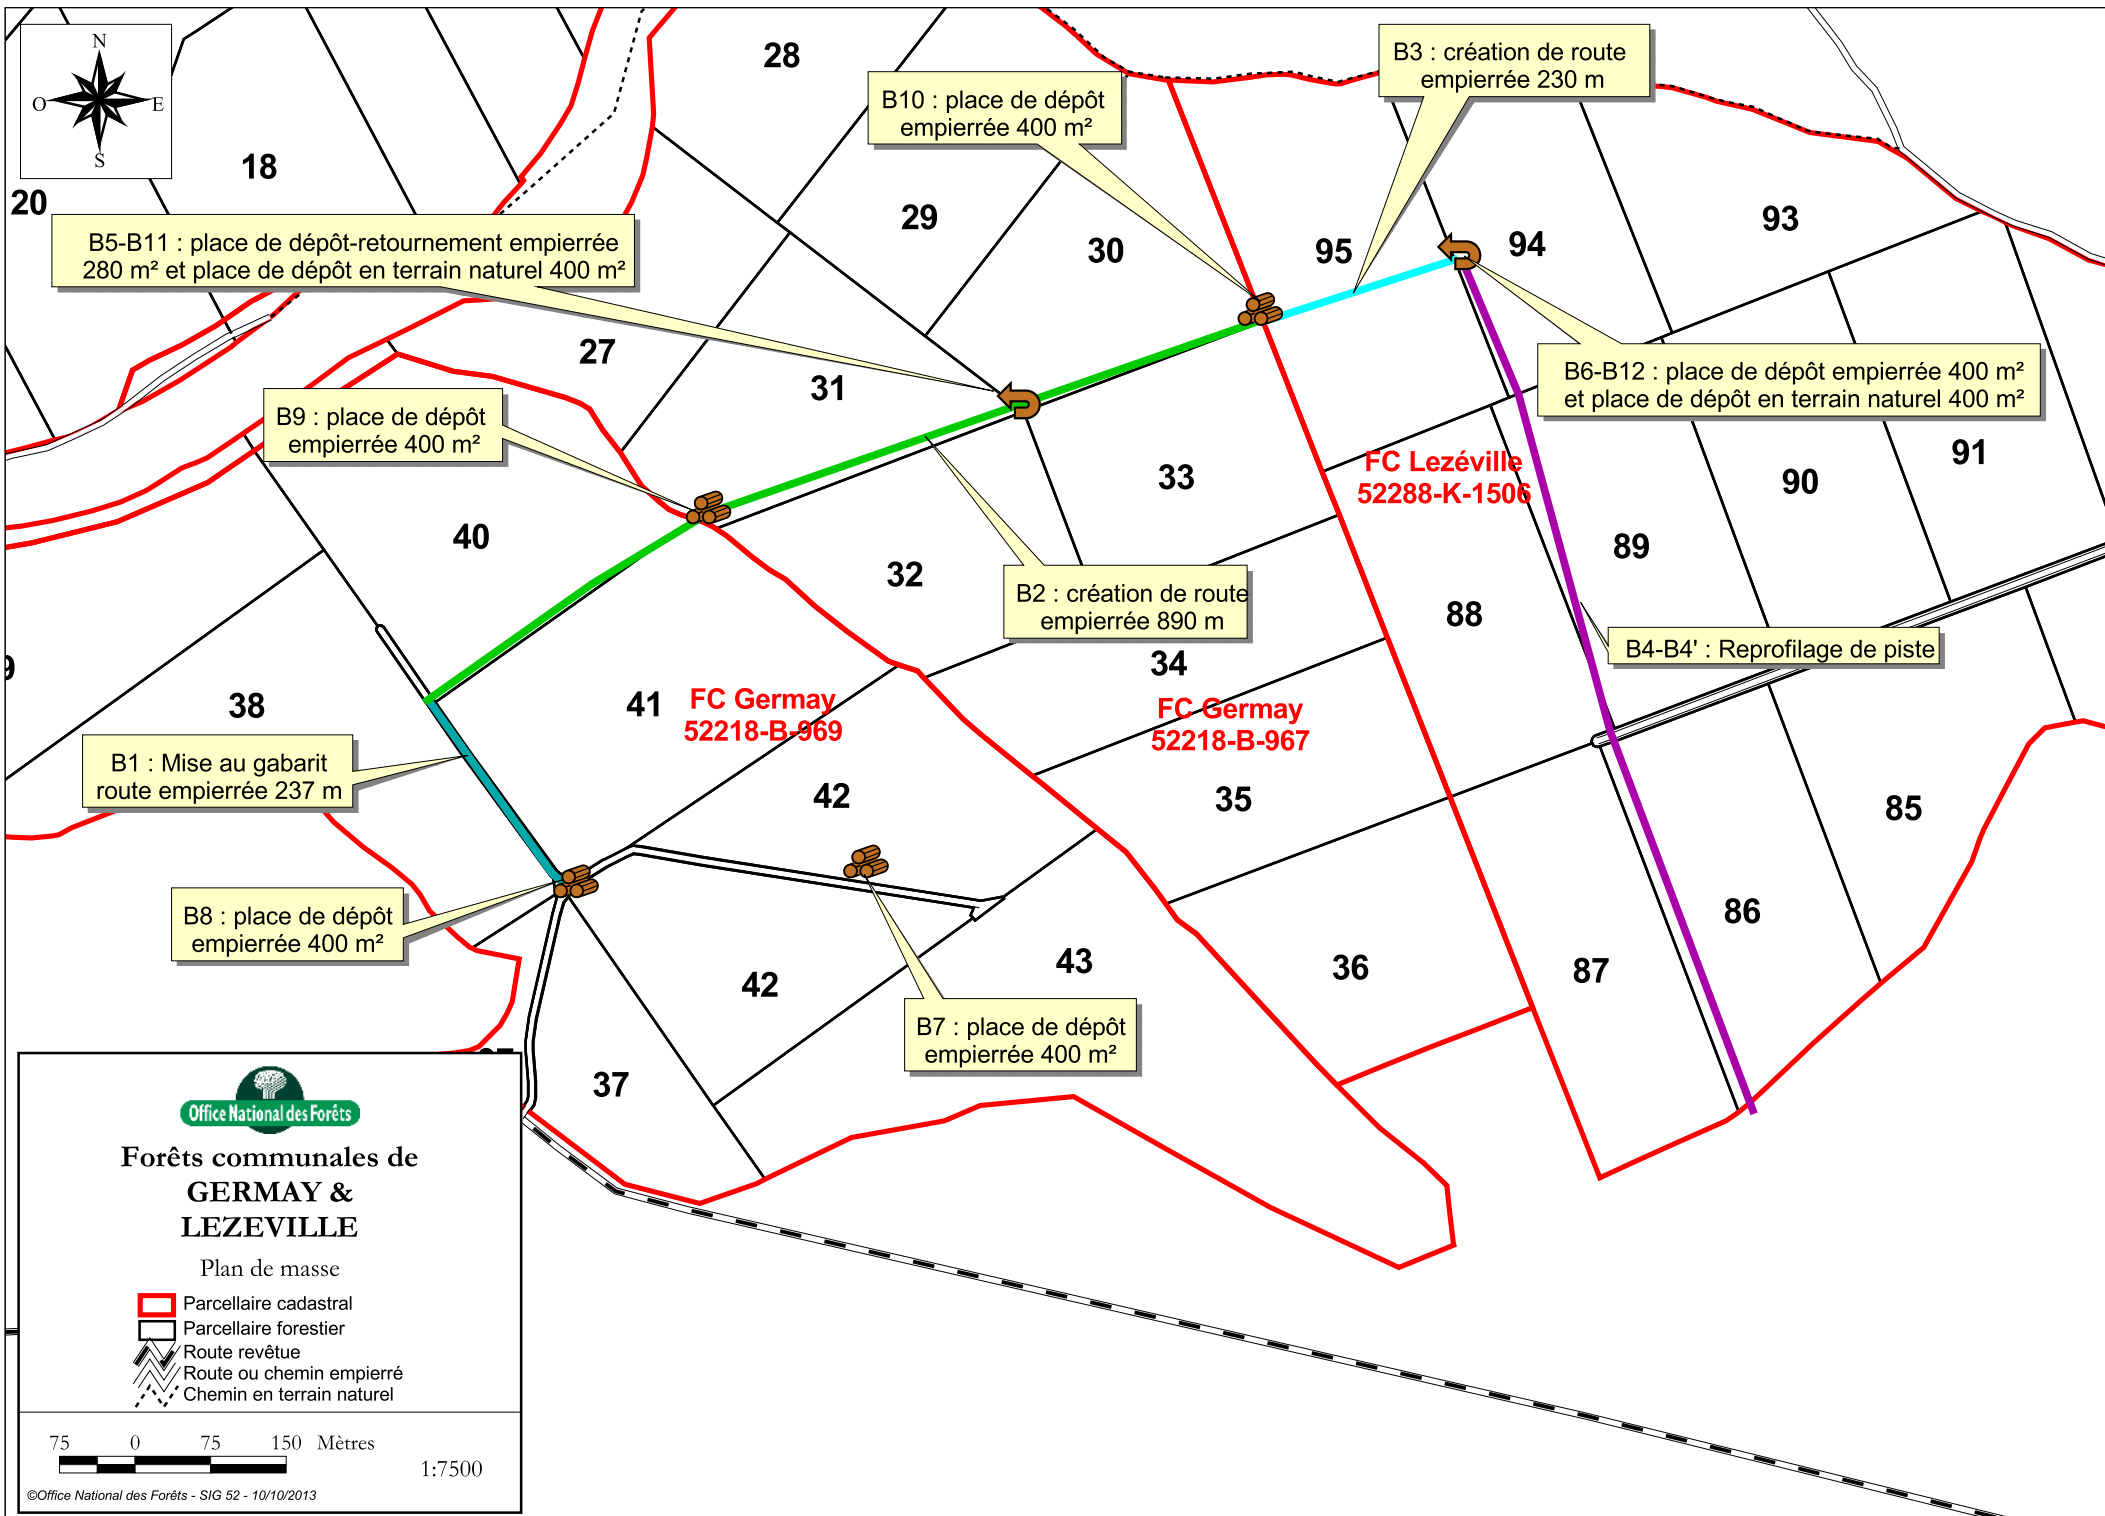 N
O
E
S
28
B3 : création de route
empierrée 230 m
B10 : place de dépôt
empierrée 400 m²
18
20
29
93
30
95
94
B5-B11 : place de dépôt-retournement empierrée
280 m² et place de dépôt en terrain naturel 400 m²
27
31
B6-B12 : place de dépôt empierrée 400 m²
et place de dépôt en terrain naturel 400 m²
B9 : place de dépôt
empierrée 400 m²
33
FC Lezéville
52288-K-1506
90
91
40
32
89
B2 : création de route
empierrée 890 m
88
34
B4-B4' : Reprofilage de piste
9
38
41
FC Germay
52218-B-969
FC Germay
52218-B-967
B1 : Mise au gabarit
route empierrée 237 m
42
35
85
B8 : place de dépôt
empierrée 400 m²
42
43
36
87
86
B7 : place de dépôt
empierrée 400 m²
37
Office National des Forêts
Forêts communales de
GERMAY &
LEZEVILLE
Plan de masse
Parcellaire cadastral
Parcellaire forestier
Route revêtue
Route ou chemin empierré
Chemin en terrain naturel
75 0 75 150 Mètres
1:7500
©Office National des Forêts - SIG 52 - 10/10/2013